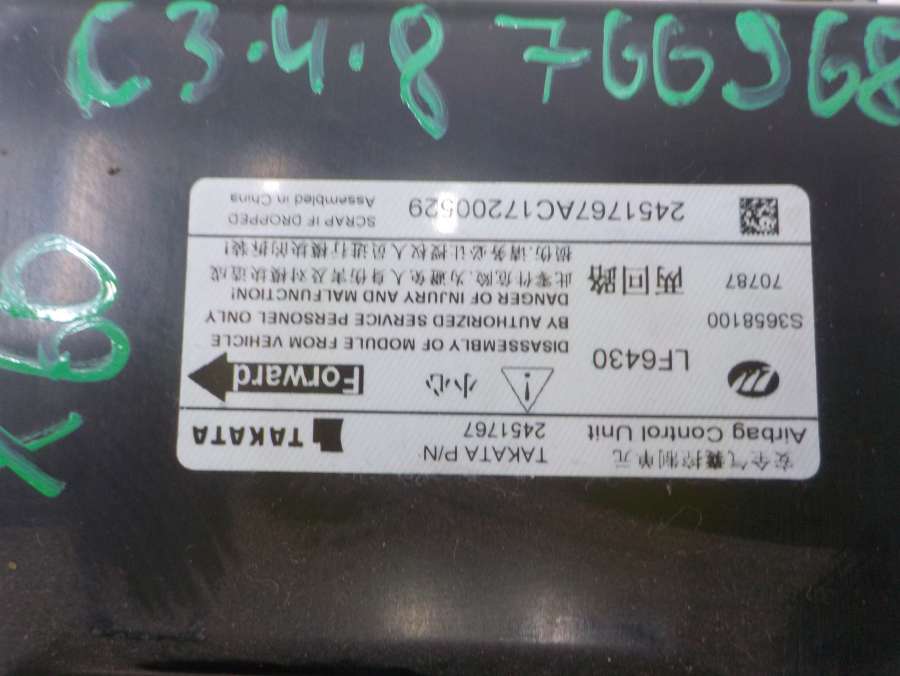 C3.4.8 766968
X60
安全气囊控制单元 TAKATA P/N
Airbag Control Unit 2451767 TAKATA
LF6430 小心 Forward
S3658100
70787 两回路
DISASSEMBLY OF MODULE FROM VEHICLE
BY AUTHORIZED SERVICE PERSONEL ONLY
DANGER OF INJURY AND MALFUNCTION!
此零件危险.为避免人身伤害及对模块造成
损伤.请务必让授权人员进行模块的拆装!
2451767AC17200529
SCRAP IF DROPPED
Assembled in China